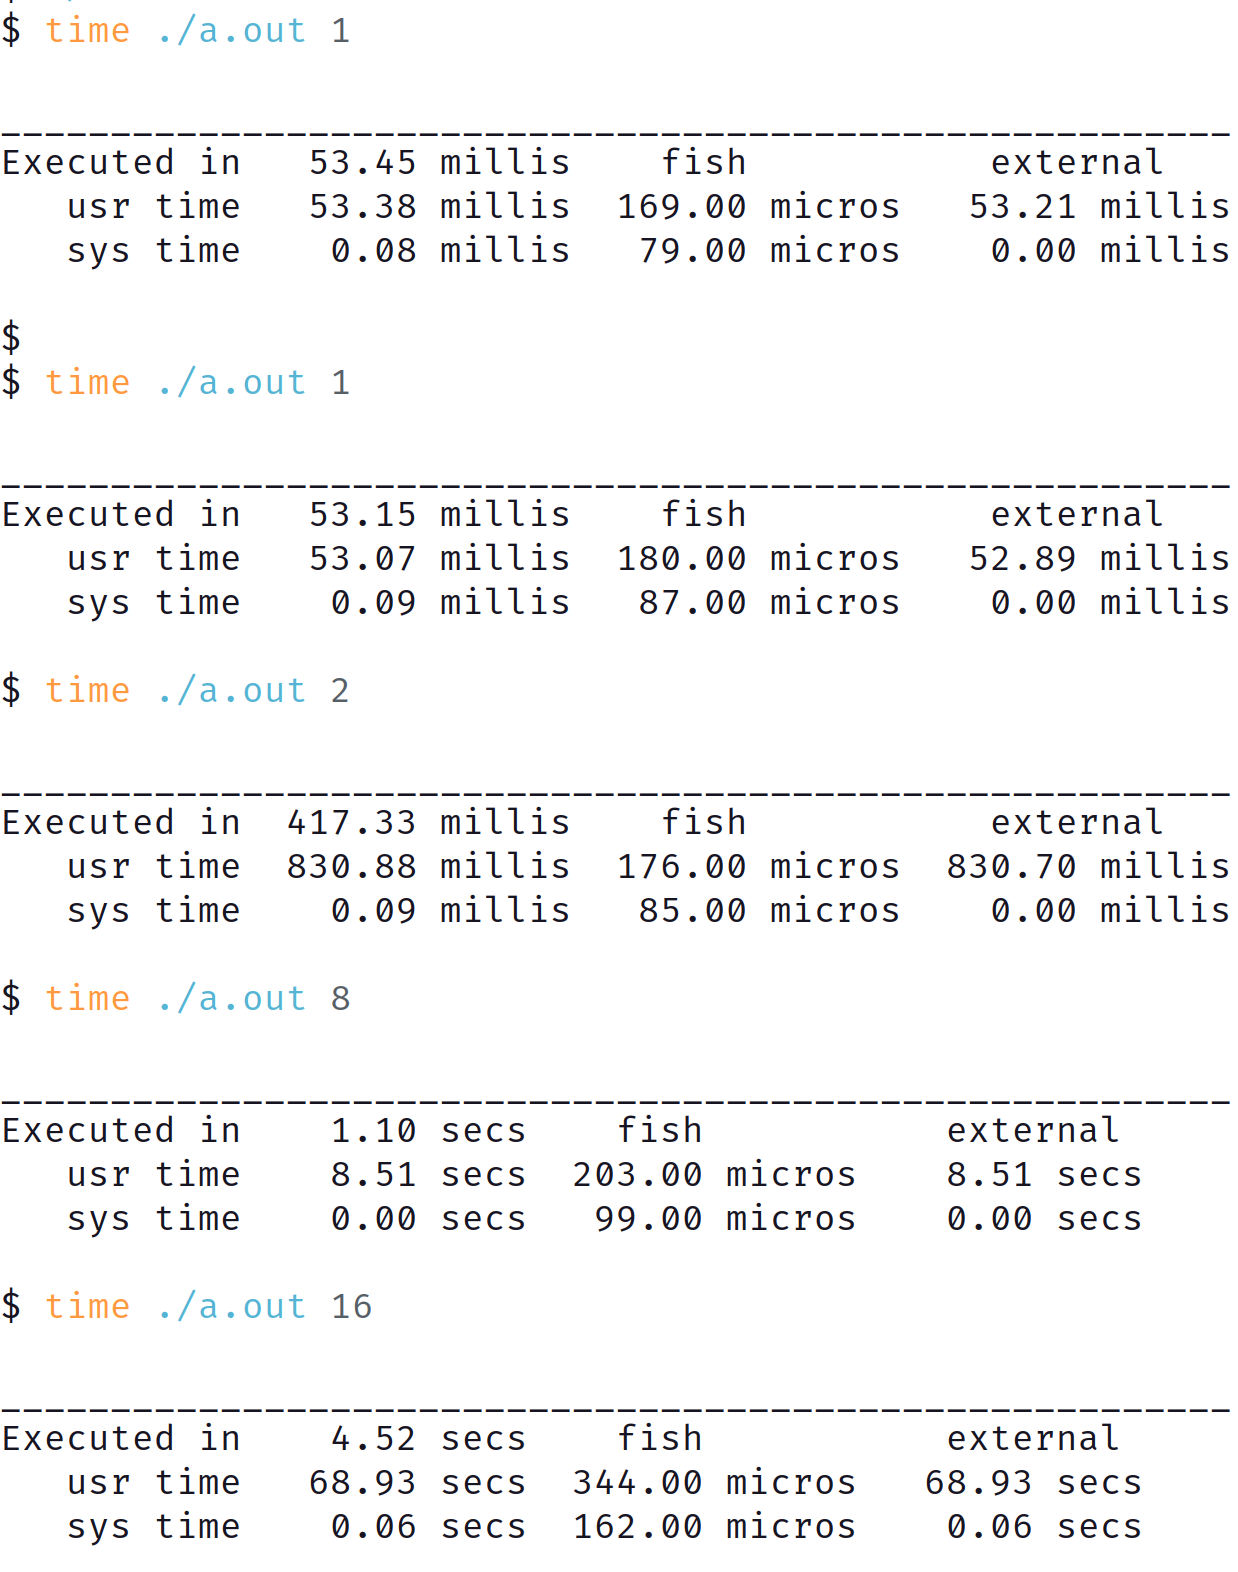 $ time ./a.out 1
________________________________________________________
Executed in   53.45 millis    fish           external
   usr time   53.38 millis  169.00 micros   53.21 millis
   sys time    0.08 millis   79.00 micros    0.00 millis
$
$ time ./a.out 1
________________________________________________________
Executed in   53.15 millis    fish           external
   usr time   53.07 millis  180.00 micros   52.89 millis
   sys time    0.09 millis   87.00 micros    0.00 millis
$ time ./a.out 2
________________________________________________________
Executed in  417.33 millis    fish           external
   usr time  830.88 millis  176.00 micros  830.70 millis
   sys time    0.09 millis   85.00 micros    0.00 millis
$ time ./a.out 8
________________________________________________________
Executed in    1.10 secs    fish           external
   usr time    8.51 secs  203.00 micros    8.51 secs
   sys time    0.00 secs   99.00 micros    0.00 secs
$ time ./a.out 16
________________________________________________________
Executed in    4.52 secs    fish           external
   usr time   68.93 secs  344.00 micros   68.93 secs
   sys time    0.06 secs  162.00 micros    0.06 secs